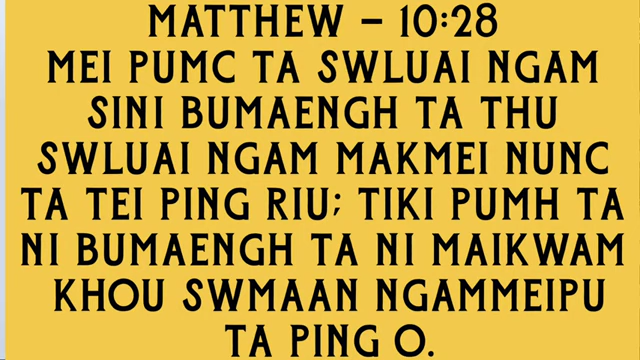 MATTHEW – 10:28
MEI PUMC TA SWLUAI NGAM
SINI BUMAENGH TA THU
SWLUAI NGAM MAKMEI NUNC
TA TEI PING RIU; TIKI PUMH TA
NI BUMAENGH TA NI MAIKWAM
KHOU SWMAAN NGAMMEIPU
TA PING O.